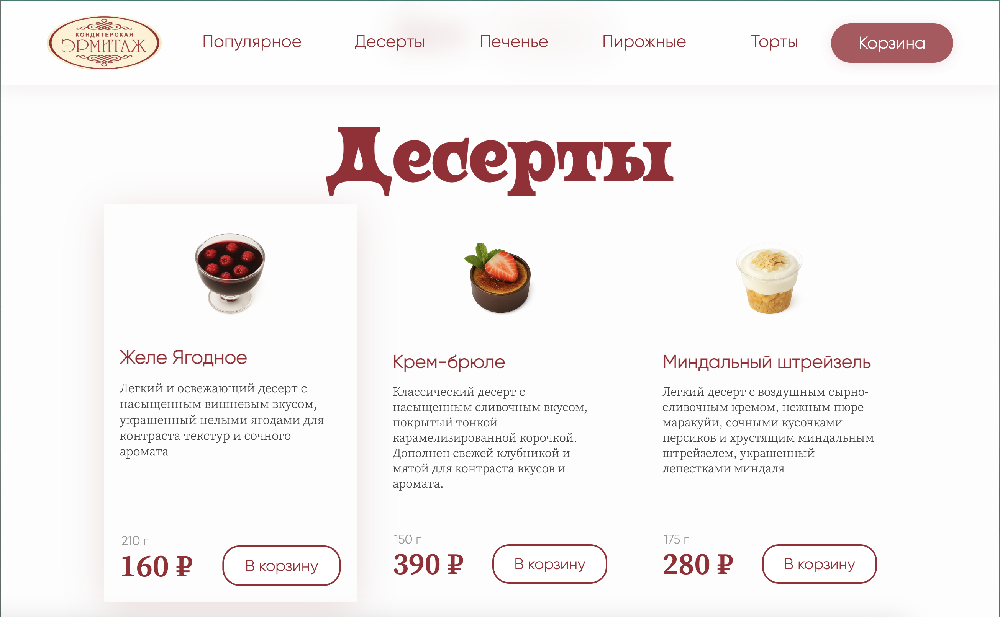 КОНДИТЕРСКАЯ
ЭРМИТАЖ
Популярное
Десерты
Печенье
Пирожные
Торты
Корзина
Десерты
Желе Ягодное
Легкий и освежающий десерт с
насыщенным вишневым вкусом,
украшенный целыми ягодами для
контраста текстур и сочного
аромата
210 г
160 ₽
В корзину
Крем-брюле
Классический десерт с
насыщенным сливочным вкусом,
покрытый тонкой
карамелизированной корочкой.
Дополнен свежей клубникой и
мятой для контраста вкусов и
аромата.
150 г
390 ₽
В корзину
Миндальный штрейзель
Легкий десерт с воздушным сырно-
сливочным кремом, нежным пюре
маракуйи, сочными кусочками
персиков и хрустящим миндальным
штрейзелем, украшенный
лепестками миндаля
175 г
280 ₽
В корзину